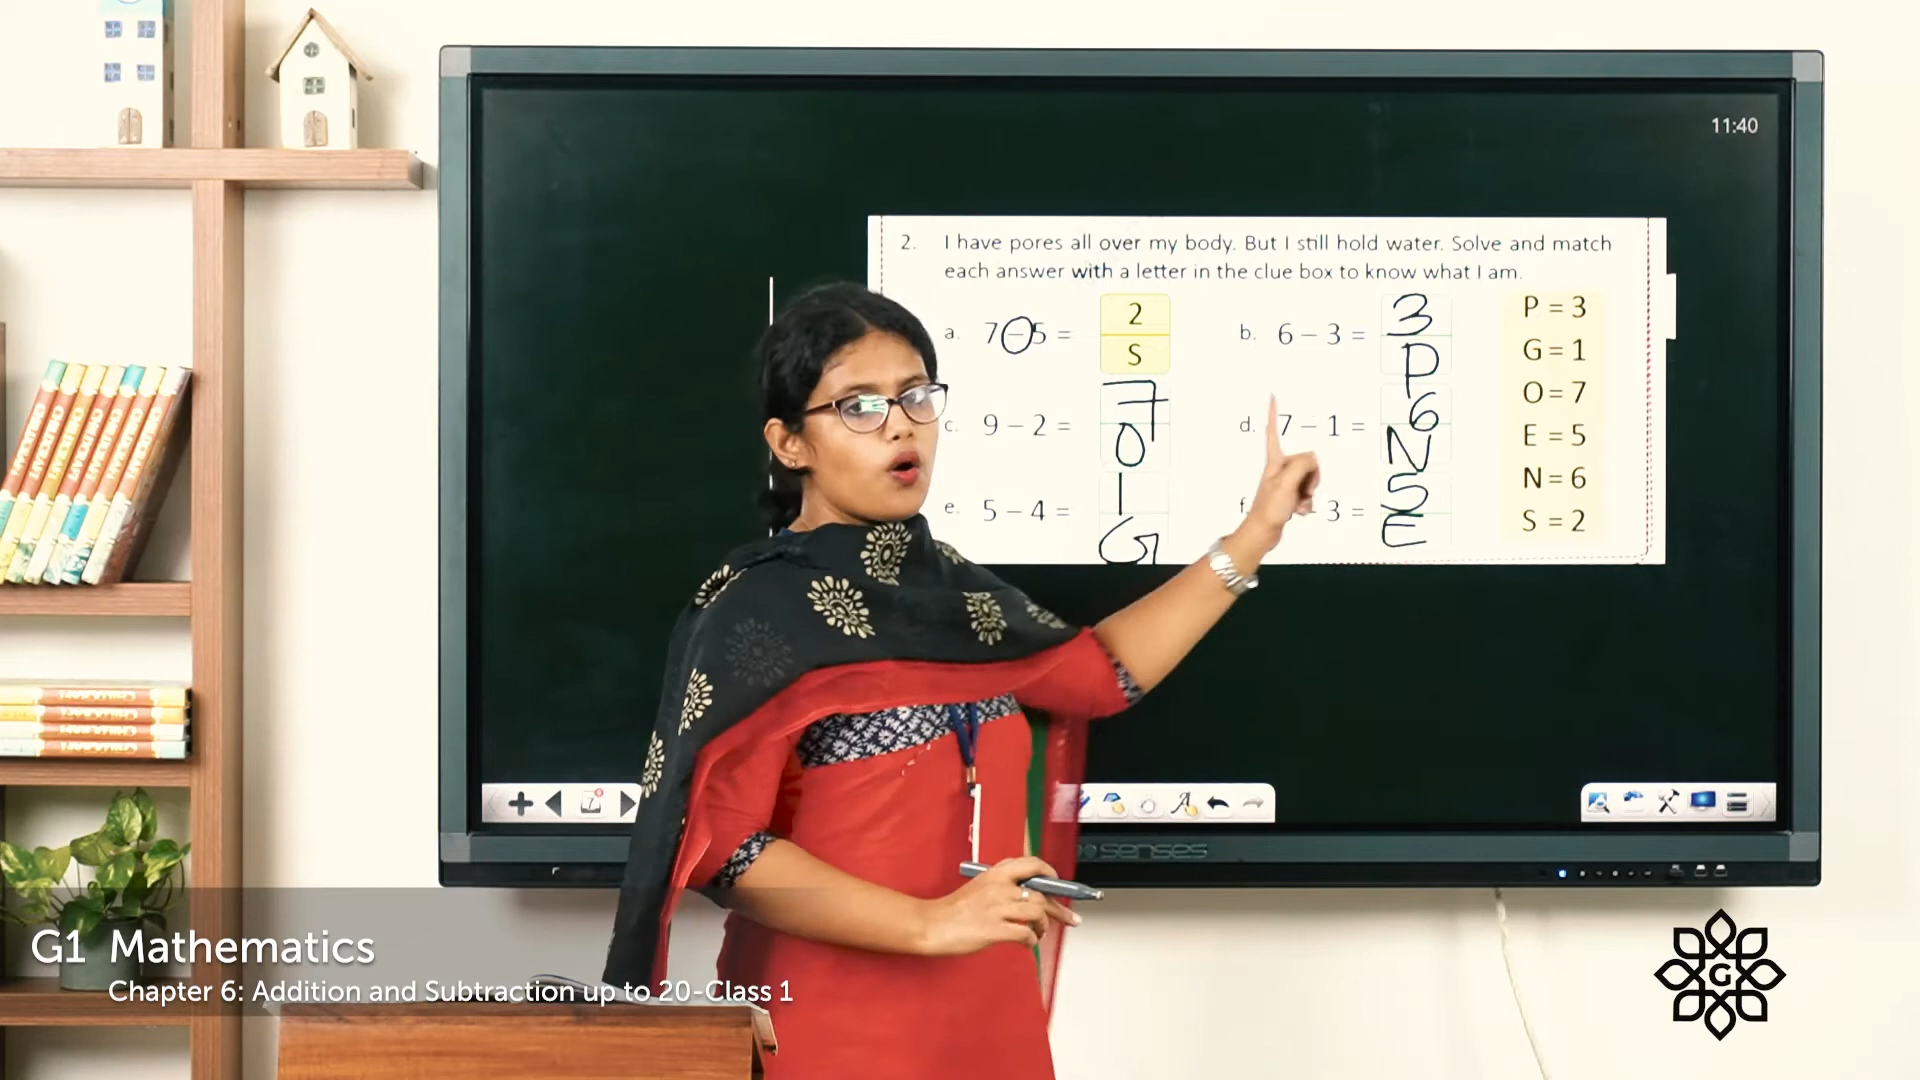 11:40
2. I have pores all over my body. But I still hold water. Solve and match
each answer with a letter in the clue box to know what I am.
a. 7 – 5 = 2
S
b. 6 – 3 = 3
P
c. 9 – 2 = 7
O
d. 7 – 1 = 6
N
e. 5 – 4 = 1
G
f. – 3 = 5
E
P = 3
G = 1
O = 7
E = 5
N = 6
S = 2
senses
G1 Mathematics
Chapter 6: Addition and Subtraction up to 20-Class 1
G